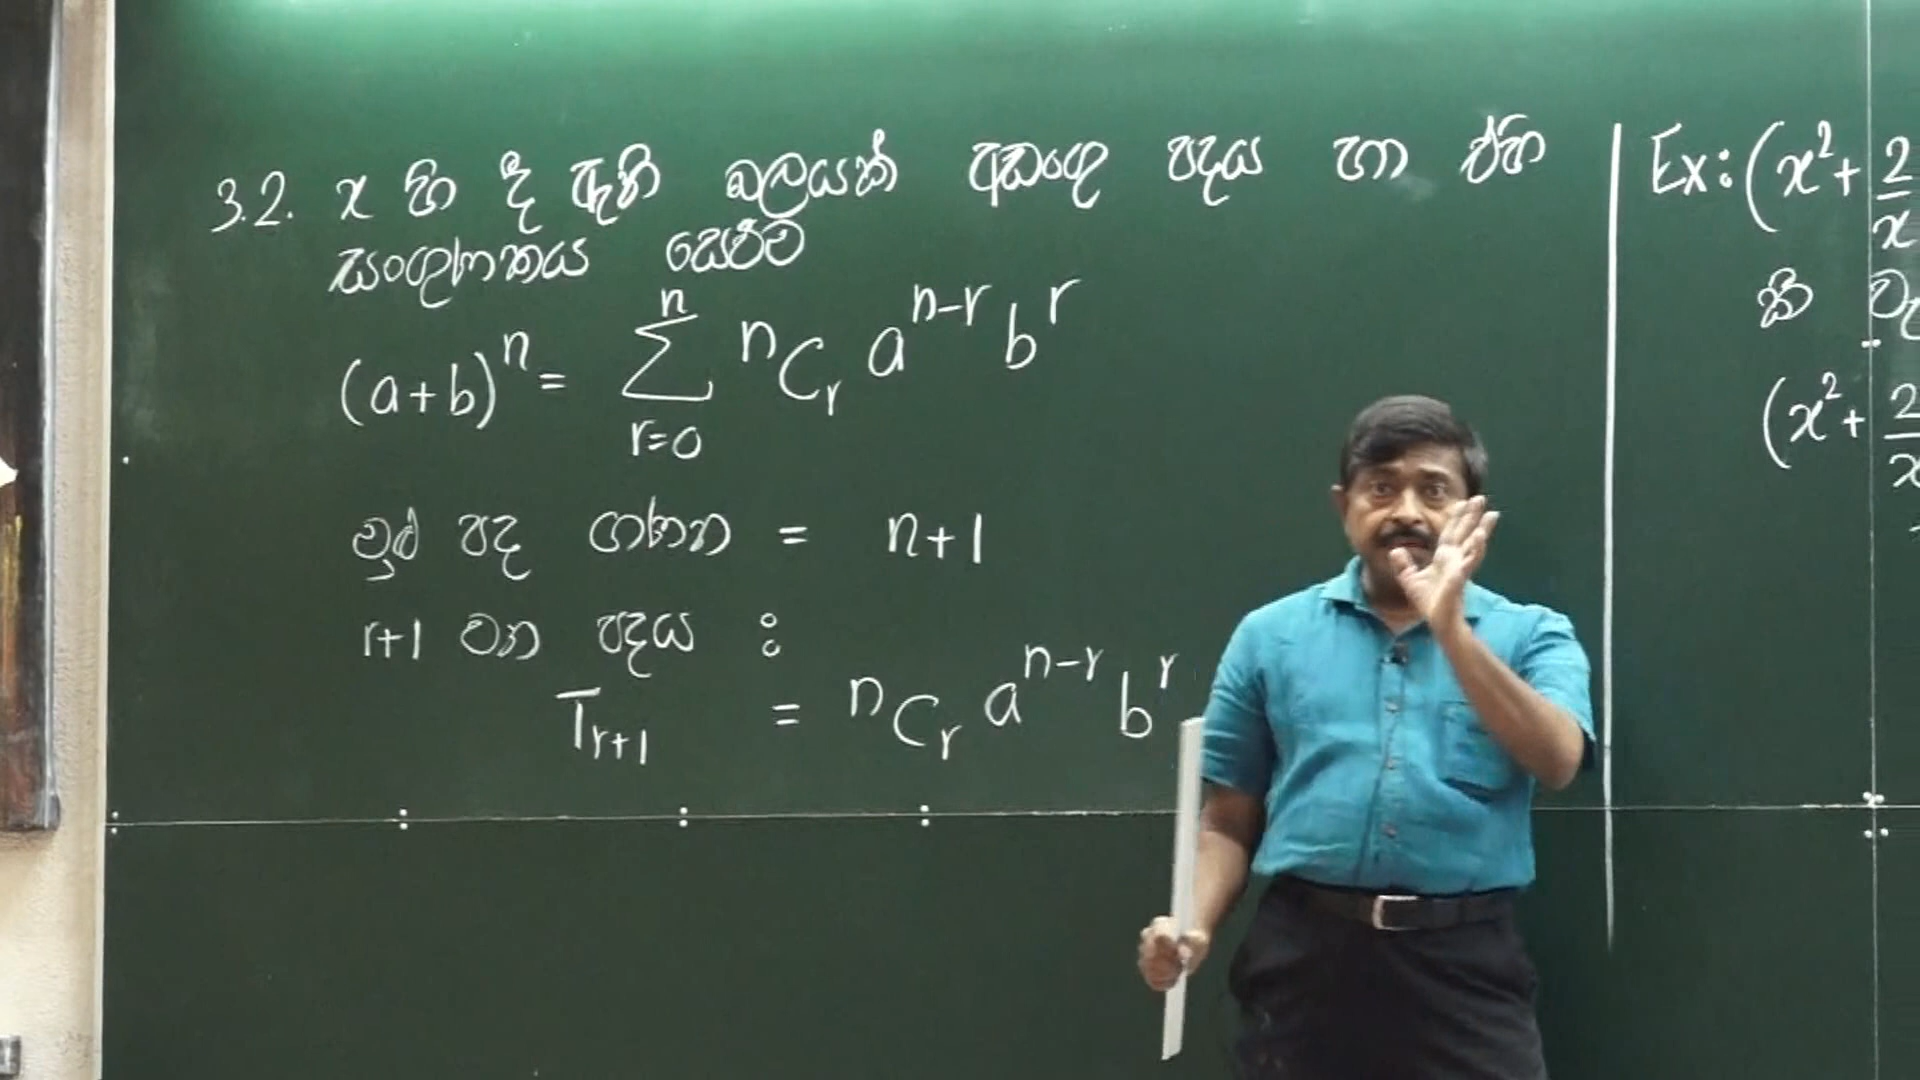 3.2. x හි දී ඇති බලයක් අඩංගු පදය හා එහි
සංගුණකය සෙවීම
(a+b)ⁿ = Σ (r=0, n) ⁿCᵣ aⁿ⁻ʳ bʳ
මුළු පද ගණන = n+1
r+1 වන පදය :
Tᵣ₊₁ = ⁿCᵣ aⁿ⁻ʳ bʳ
Ex: (x² + 2/x
කී
(x² + 2/x